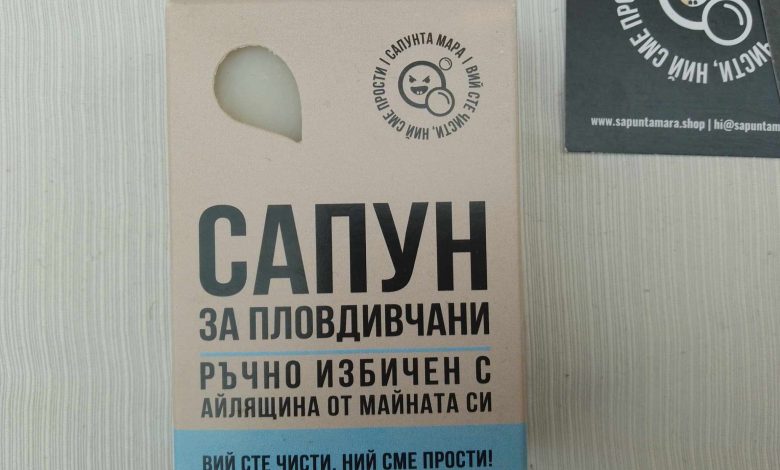 САПУНТА МАРА | ВИЙ СТЕ ЧИСТИ, НИЙ СМЕ ПРОСТИ |
САПУН
ЗА ПЛОВДИВЧАНИ
РЪЧНО ИЗБИЧЕН С
АЙЛЯЩИНА ОТ МАЙНАТА СИ
ВИЙ СТЕ ЧИСТИ, НИЙ СМЕ ПРОСТИ!
ЧИСТИ, НИЙ СМЕ
www.sapuntamara.shop | hi@sapuntam